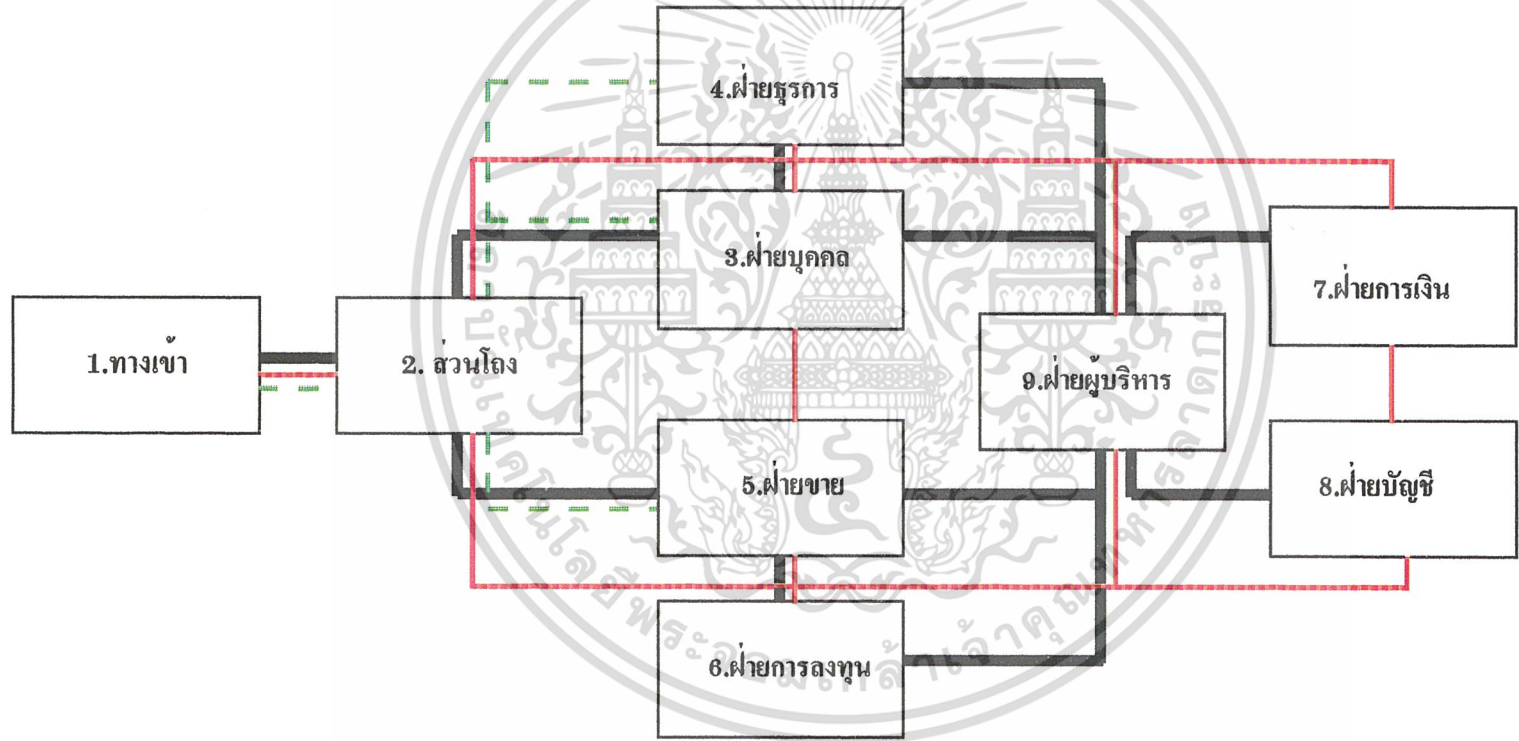 4.ฝ่ายธุรการ
3.ฝ่ายบุคคล
7.ฝ่ายการเงิน
1.ทางเข้า
2. ส่วนโถง
9.ฝ่ายผู้บริหาร
5.ฝ่ายขาย
8.ฝ่ายบัญชี
6.ฝ่ายการลงทุน